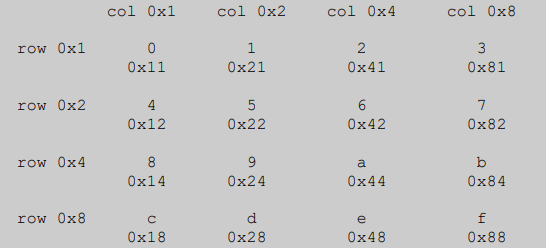 col 0x1 col 0x2 col 0x4 col 0x8
row 0x1 0 1 2 3
0x11 0x21 0x41 0x81
row 0x2 4 5 6 7
0x12 0x22 0x42 0x82
row 0x4 8 9 a b
0x14 0x24 0x44 0x84
row 0x8 c d e f
0x18 0x28 0x48 0x88